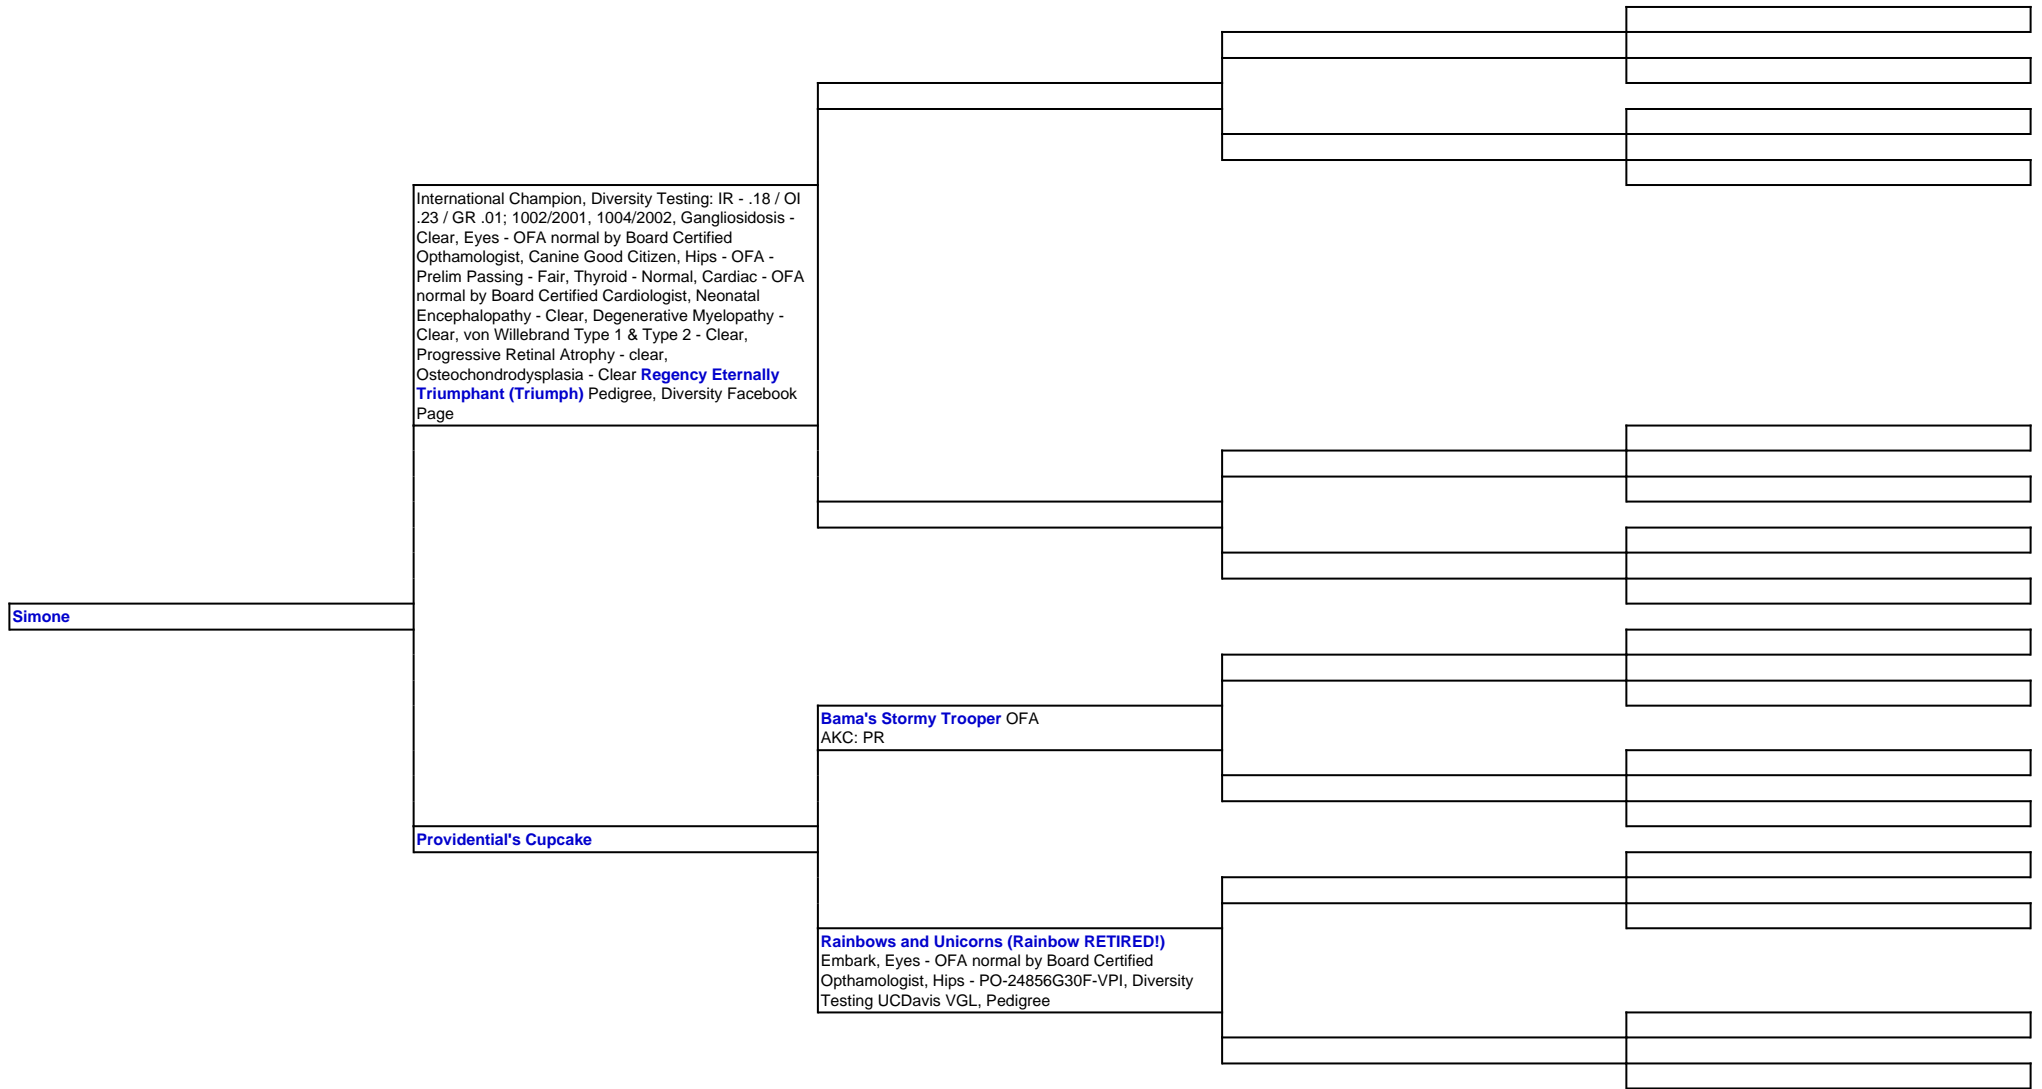 International Champion, Diversity Testing: IR - .18 / OI
.23 / GR .01; 1002/2001, 1004/2002, Gangliosidosis -
Clear, Eyes - OFA normal by Board Certified
Opthamologist, Canine Good Citizen, Hips - OFA -
Prelim Passing - Fair, Thyroid - Normal, Cardiac - OFA
normal by Board Certified Cardiologist, Neonatal
Encephalopathy - Clear, Degenerative Myelopathy -
Clear, von Willebrand Type 1 & Type 2 - Clear,
Progressive Retinal Atrophy - clear,
Osteochondrodysplasia - Clear Regency Eternally
Triumphant (Triumph) Pedigree, Diversity Facebook
Page
Simone
Bama's Stormy Trooper OFA
AKC: PR
Providential's Cupcake
Rainbows and Unicorns (Rainbow RETIRED!)
Embark, Eyes - OFA normal by Board Certified
Opthamologist, Hips - PO-24856G30F-VPI, Diversity
Testing UCDavis VGL, Pedigree